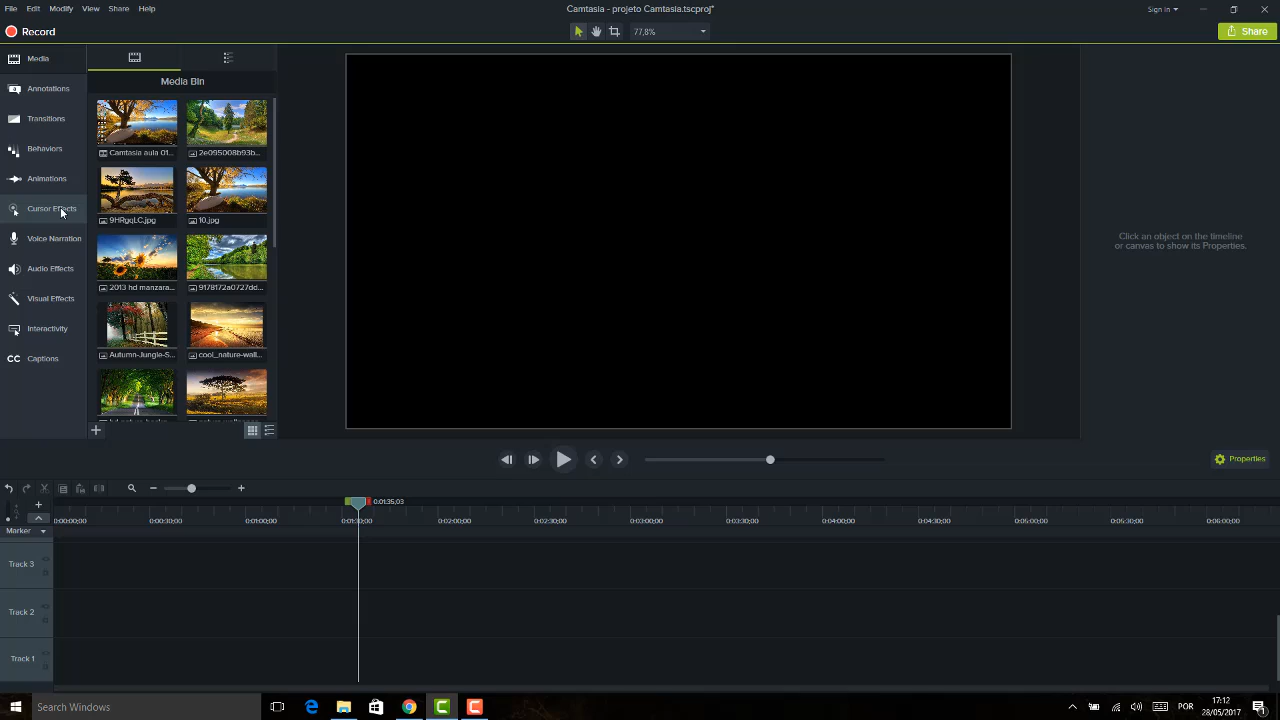 Camtasia - projeto Camtasia.tscproj*
File Edit Modify View Share Help
Sign in
Record
77,8%
Share
Media
Annotations
Transitions
Behaviors
Animations
Cursor Effects
Voice Narration
Audio Effects
Visual Effects
Interactivity
CC Captions
Media Bin
Camtasia aula 01...
2e095008b93b...
9HRgqLC.jpg
10.jpg
2013 hd manzara...
9178172a0727dd...
Autumn-Jungle-S...
cool_nature-wall...
Click an object on the timeline
or canvas to show its Properties.
Properties
0:01:35;03
0:00:00;00 0:00:30;00 0:01:00;00 0:01:30;00 0:02:00;00 0:02:30;00 0:03:00;00 0:03:30;00 0:04:00;00 0:04:30;00 0:05:00;00 0:05:30;00 0:06:00;00
Marker
Track 3
Track 2
Track 1
Search Windows
POR
17:12
28/05/2017